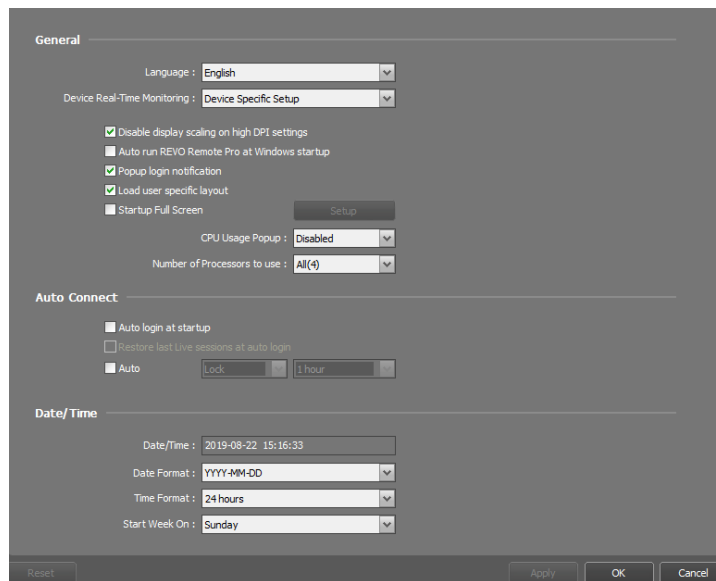 General
Language : English
Device Real-Time Monitoring : Device Specific Setup
Disable display scaling on high DPI settings
Auto run REVO Remote Pro at Windows startup
Popup login notification
Load user specific layout
Startup Full Screen Setup
CPU Usage Popup : Disabled
Number of Processors to use : All(4)
Auto Connect
Auto login at startup
Restore last Live sessions at auto login
Auto Lock 1 hour
Date/Time
Date/Time : 2019-08-22 15:16:33
Date Format : YYYY-MM-DD
Time Format : 24 hours
Start Week On : Sunday
Reset Apply OK Cancel